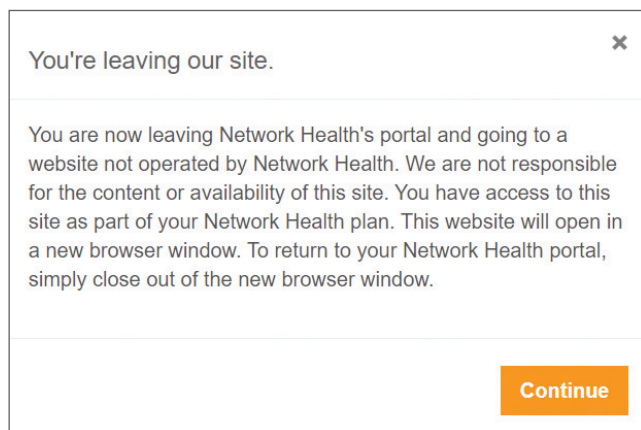 You're leaving our site.
You are now leaving Network Health's portal and going to a
website not operated by Network Health. We are not responsible
for the content or availability of this site. You have access to this
site as part of your Network Health plan. This website will open in
a new browser window. To return to your Network Health portal,
simply close out of the new browser window.
Continue